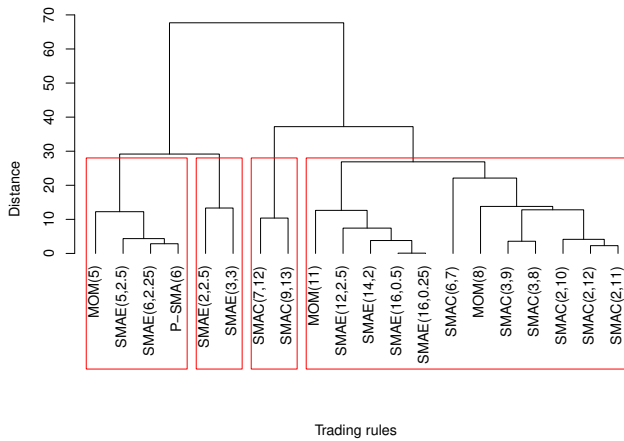 70
60
50
40
30
20
10
0
Distance
MOM(5)
SMAE(5,2.5)
SMAE(6,2.25)
P−SMA(6)
SMAE(2,2.5)
SMAE(3,3)
SMAC(7,12)
SMAC(9,13)
MOM(11)
SMAE(12,2.5)
SMAE(14,2)
SMAE(16,0.5)
SMAE(16,0.25)
SMAC(6,7)
MOM(8)
SMAC(3,9)
SMAC(3,8)
SMAC(2,10)
SMAC(2,12)
SMAC(2,11)
Trading rules